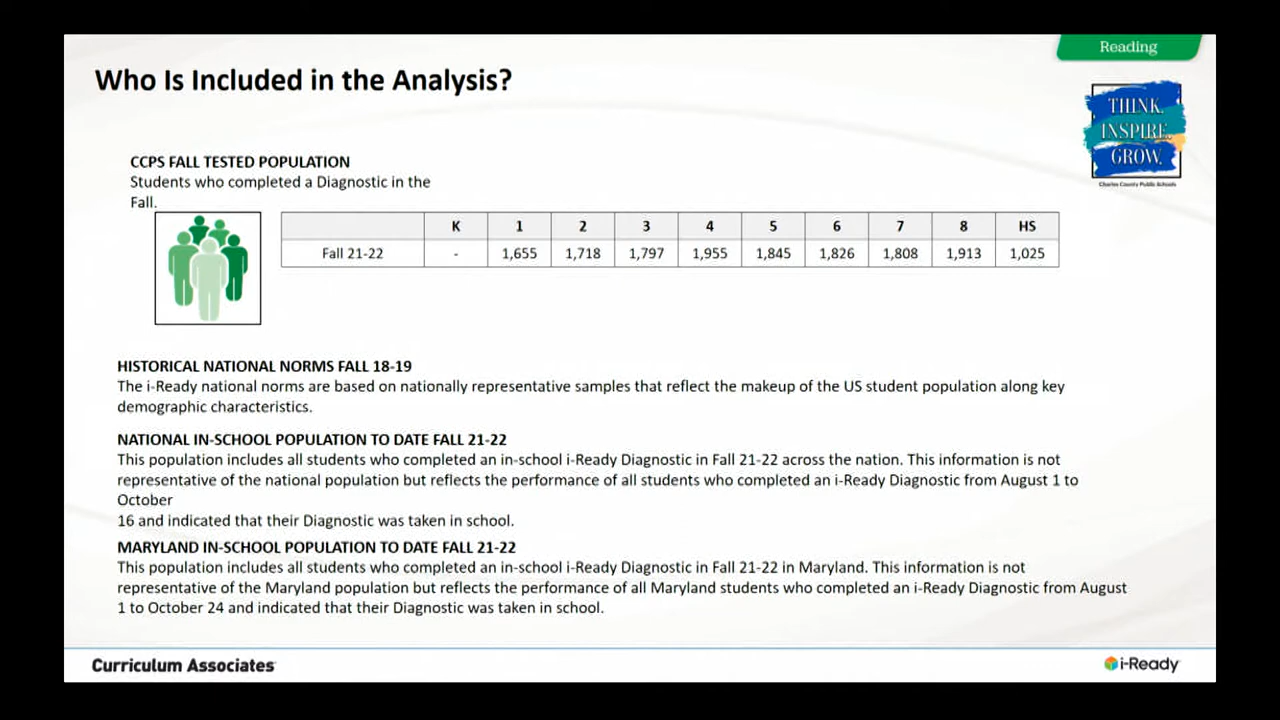 Reading
Who Is Included in the Analysis?
THINK.
INSPIRE.
GROW.
Charles County Public Schools
CCPS FALL TESTED POPULATION
Students who completed a Diagnostic in the
Fall.
K 1 2 3 4 5 6 7 8 HS
Fall 21-22 - 1,655 1,718 1,797 1,955 1,845 1,826 1,808 1,913 1,025
HISTORICAL NATIONAL NORMS FALL 18-19
The i-Ready national norms are based on nationally representative samples that reflect the makeup of the US student population along key
demographic characteristics.
NATIONAL IN-SCHOOL POPULATION TO DATE FALL 21-22
This population includes all students who completed an in-school i-Ready Diagnostic in Fall 21-22 across the nation. This information is not
representative of the national population but reflects the performance of all students who completed an i-Ready Diagnostic from August 1 to
October
16 and indicated that their Diagnostic was taken in school.
MARYLAND IN-SCHOOL POPULATION TO DATE FALL 21-22
This population includes all students who completed an in-school i-Ready Diagnostic in Fall 21-22 in Maryland. This information is not
representative of the Maryland population but reflects the performance of all Maryland students who completed an i-Ready Diagnostic from August
1 to October 24 and indicated that their Diagnostic was taken in school.
Curriculum Associates
i-Ready